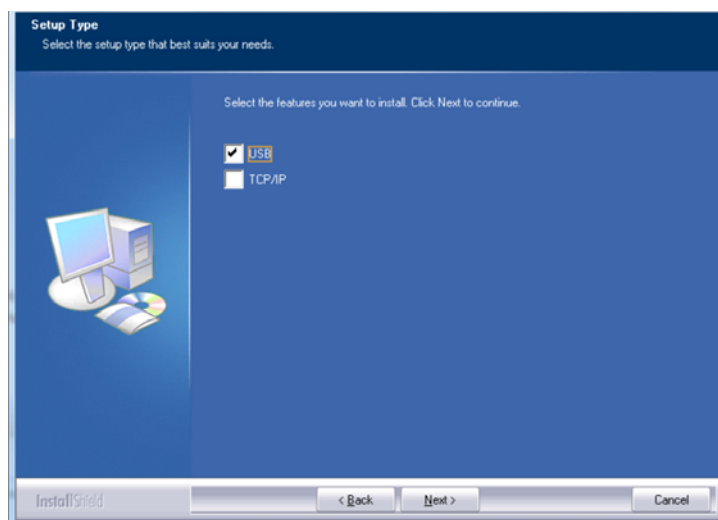 Setup Type
Select the setup type that best suits your needs.
Select the features you want to install. Click Next to continue.
USB
TCP/IP
InstallShield
< Back Next > Cancel